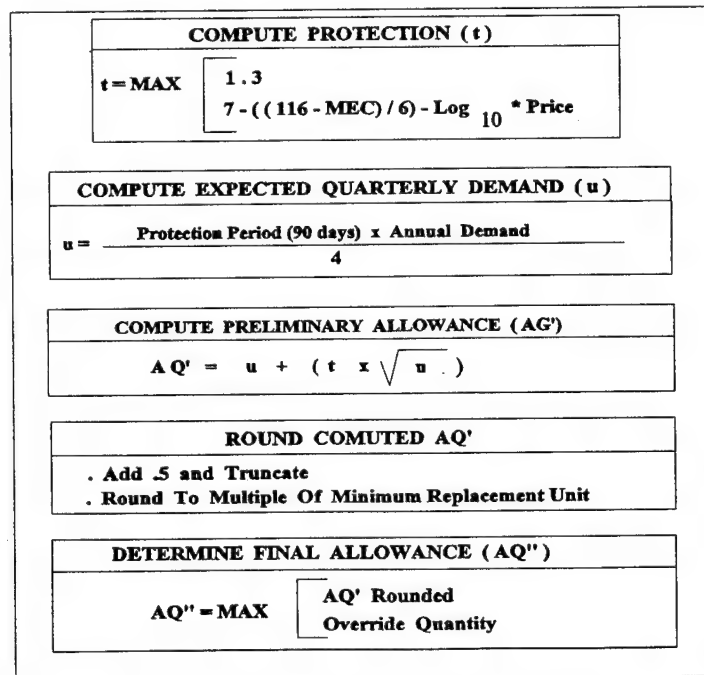 COMPUTE PROTECTION (t)
t = MAX
1 . 3
7 - ( ( 116 - MEC ) / 6 ) - Log 10 * Price
COMPUTE EXPECTED QUARTERLY DEMAND ( u )
u = Protection Period (90 days) x Annual Demand
4
COMPUTE PRELIMINARY ALLOWANCE (AG')
A Q' = u + ( t x √ u . )
ROUND COMUTED AQ'
. Add .5 and Truncate
. Round To Multiple Of Minimum Replacement Unit
DETERMINE FINAL ALLOWANCE ( AQ'' )
AQ'' = MAX
AQ' Rounded
Override Quantity